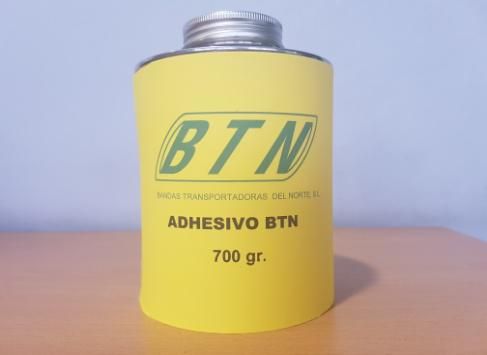 BTN
BANDAS TRANSPORTADORAS DEL NORTE, S.L
ADHESIVO BTN
700 gr.